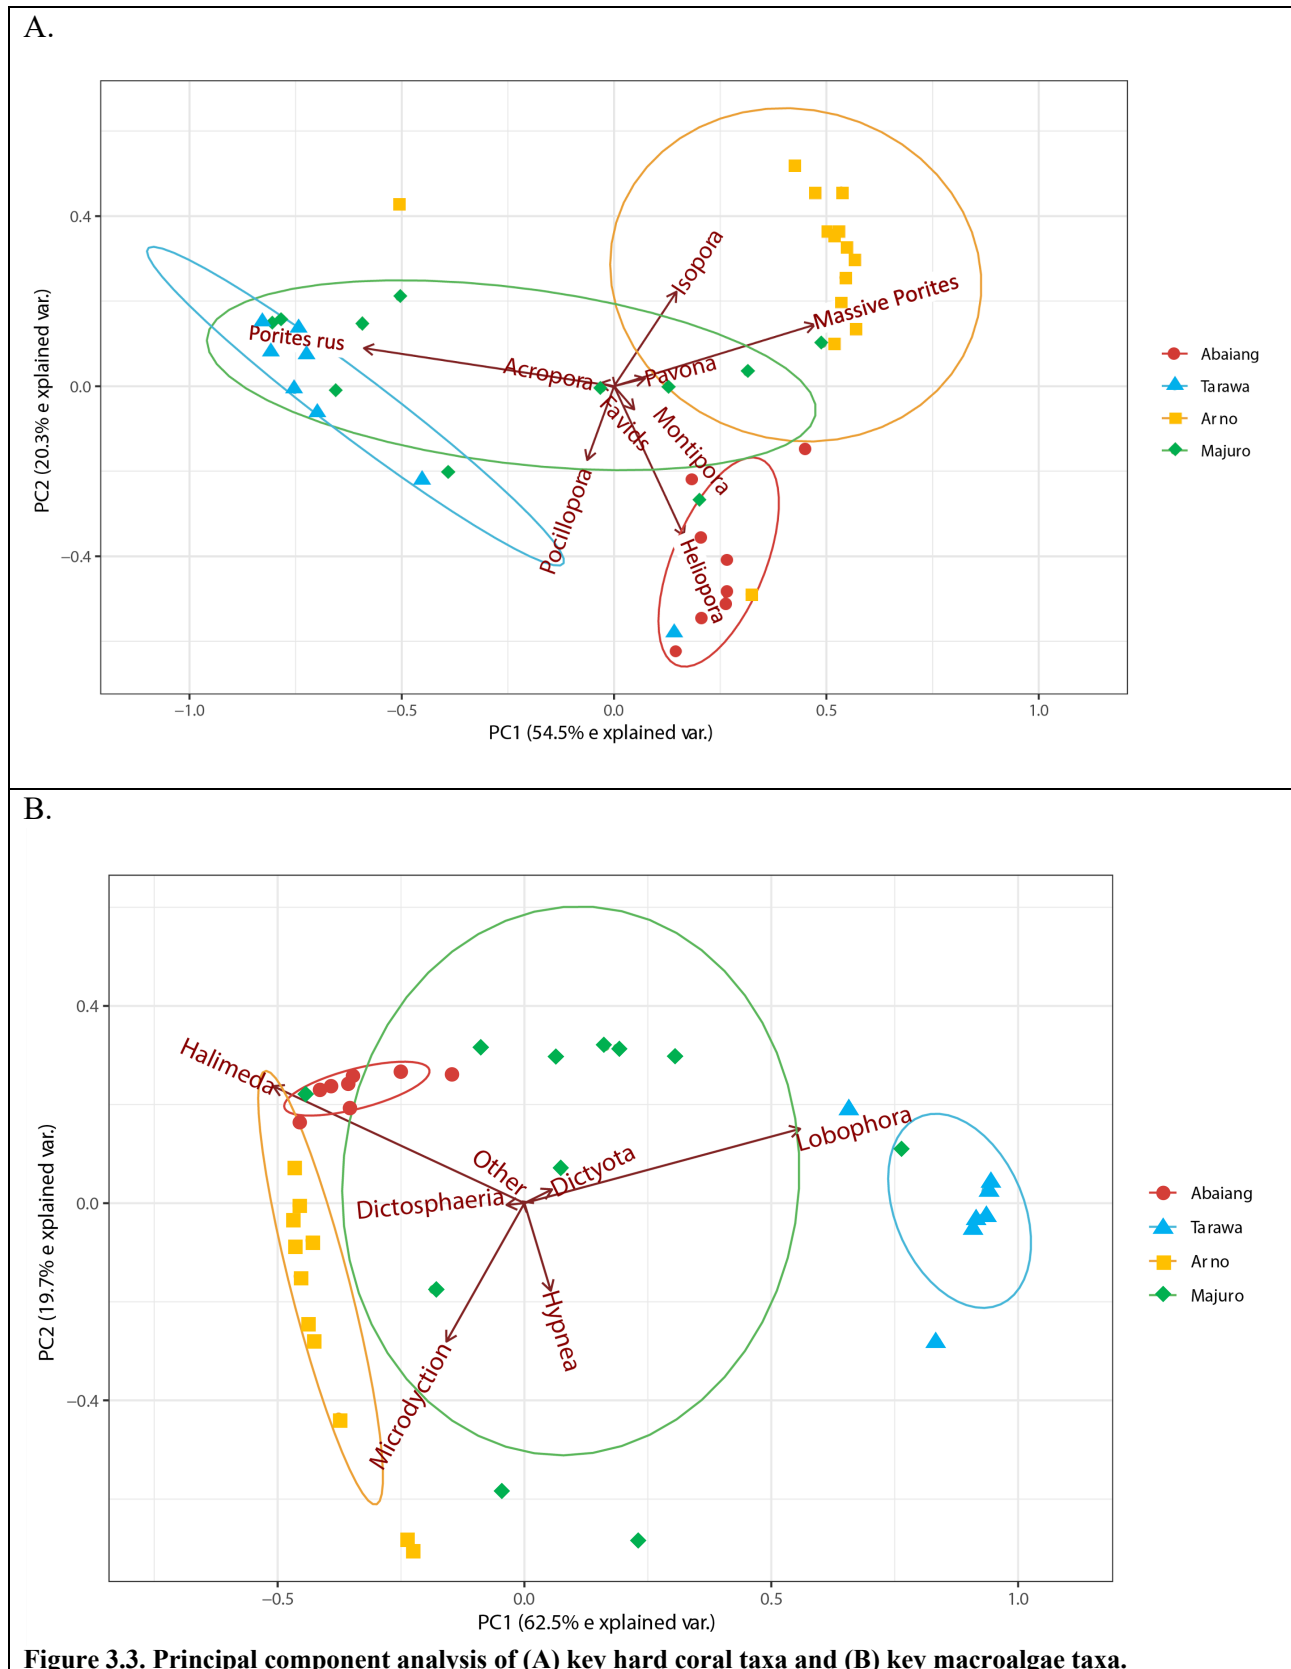 A.
Isopora
Massive Porites
Porites rus
Acropora
Pavona
Favids
Montipora
Pocillopora
Heliopora
0.4
0.0
−0.4
PC2 (20.3% e xplained var.)
−1.0 −0.5 0.0 0.5 1.0
PC1 (54.5% e xplained var.)
Abaiang
Tarawa
Ar no
Majuro
B.
Halimeda
Lobophora
Other
Dictyota
Dictosphaeria
Hypnea
Microdyction
0.4
0.0
−0.4
PC2 (19.7% e xplained var.)
−0.5 0.0 0.5 1.0
PC1 (62.5% e xplained var.)
Abaiang
Tarawa
Ar no
Majuro
Figure 3.3. Principal component analysis of (A) key hard coral taxa and (B) key macroalgae taxa.